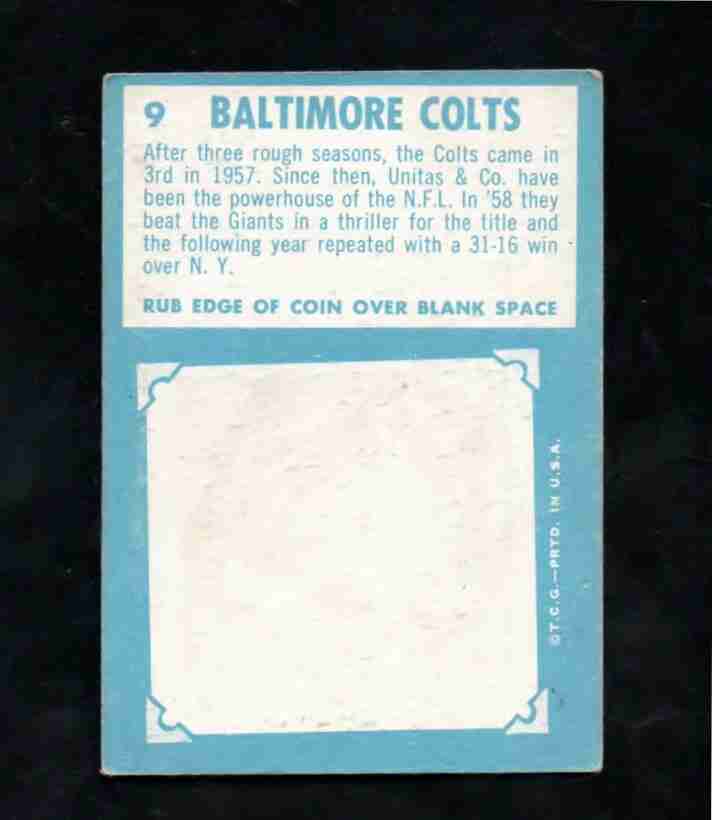 9 BALTIMORE COLTS
After three rough seasons, the Colts came in
3rd in 1957. Since then, Unitas & Co. have
been the powerhouse of the N.F.L. In '58 they
beat the Giants in a thriller for the title and
the following year repeated with a 31-16 win
over N. Y.
RUB EDGE OF COIN OVER BLANK SPACE
©T.C.G.—PRTD. IN U.S.A.